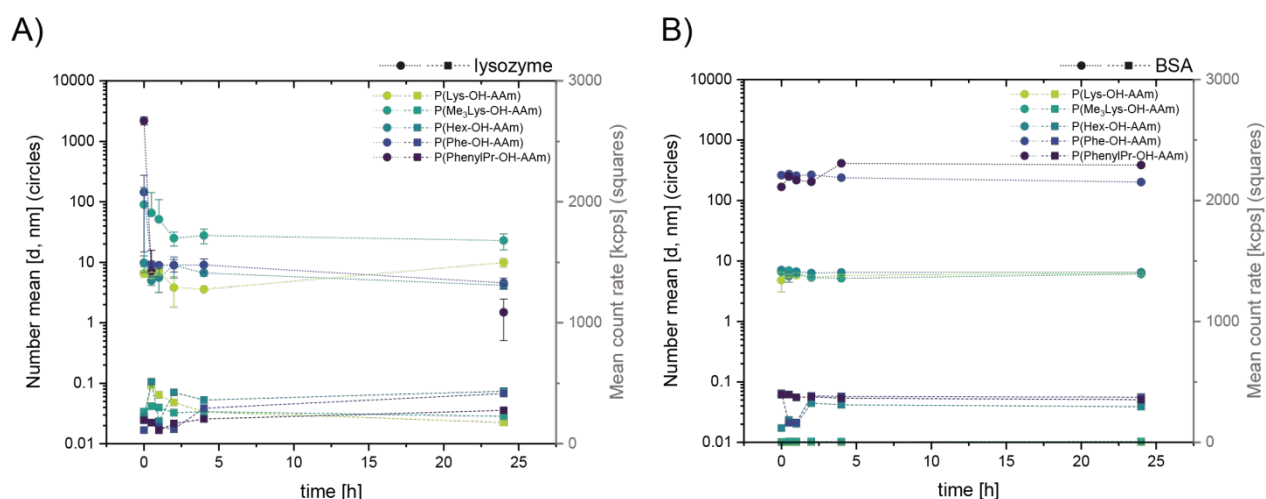 A)
lysozyme
Number mean [d, nm] (circles)
10000
1000
100
10
1
0.1
0.01
P(Lys-OH-AAm)
P(Me₃Lys-OH-AAm)
P(Hex-OH-AAm)
P(Phe-OH-AAm)
P(PhenylPr-OH-AAm)
3000
2000
1000
0
Mean count rate [kcps] (squares)
0 5 10 15 20 25
time [h]
B)
BSA
Number mean [d, nm] (circles)
10000
1000
100
10
1
0.1
0.01
P(Lys-OH-AAm)
P(Me₃Lys-OH-AAm)
P(Hex-OH-AAm)
P(Phe-OH-AAm)
P(PhenylPr-OH-AAm)
3000
2000
1000
0
Mean count rate [kcps] (squares)
0 5 10 15 20 25
time [h]